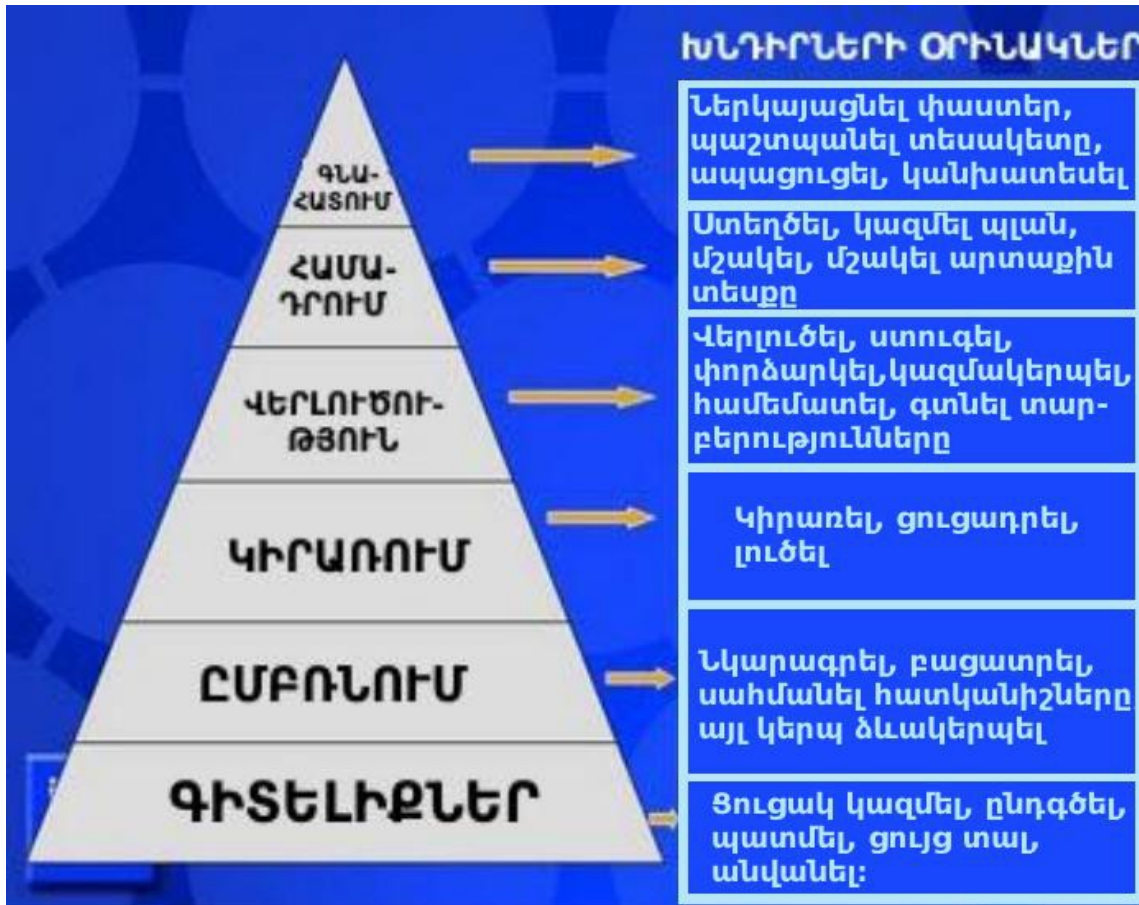 ԽՆԴԻՐՆԵՐԻ ՕՐԻՆԱԿՆԵՐ
ԳՆԱ-
ՀԱՏՈՒՄ
Ներկայացնել փաստեր,
պաշտպանել տեսակետը,
ապացուցել, կանխատեսել
ՀԱՄԱ-
ԴՐՈՒՄ
Ստեղծել, կազմել պլան,
մշակել, մշակել արտաքին
տեսքը
ՎԵՐԼՈՒԾՈՒ-
ԹՅՈՒՆ
Վերլուծել, ստուգել,
փորձարկել,կազմակերպել,
համեմատել, գտնել տար-
բերությունները
ԿԻՐԱՌՈՒՄ
Կիրառել, ցուցադրել,
լուծել
ԸՄԲՌՆՈՒՄ
Նկարագրել, բացատրել,
սահմանել հատկանիշները
այլ կերպ ձևակերպել
ԳԻՏԵԼԻՔՆԵՐ
Ցուցակ կազմել, ընդգծել,
պատմել, ցույց տալ,
անվանել: